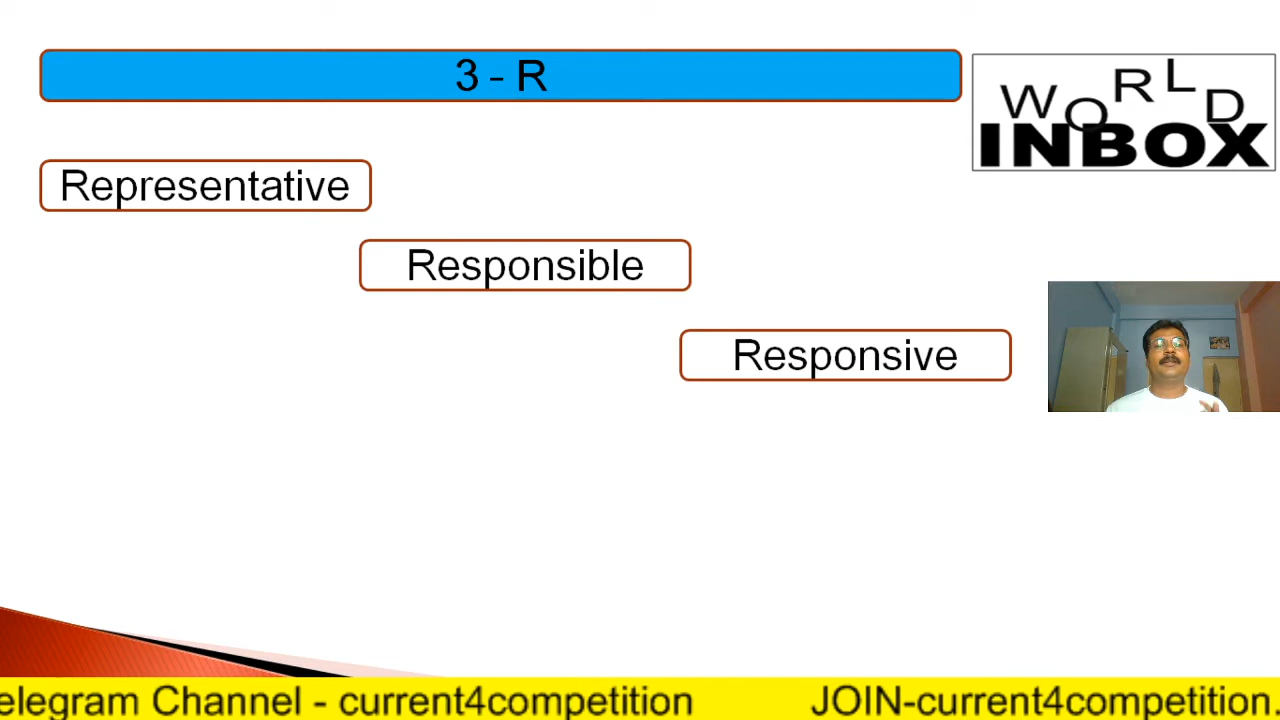 3 - R
WORLD
INBOX
Representative
Responsible
Responsive
elegram Channel - current4competition JOIN-current4competition.